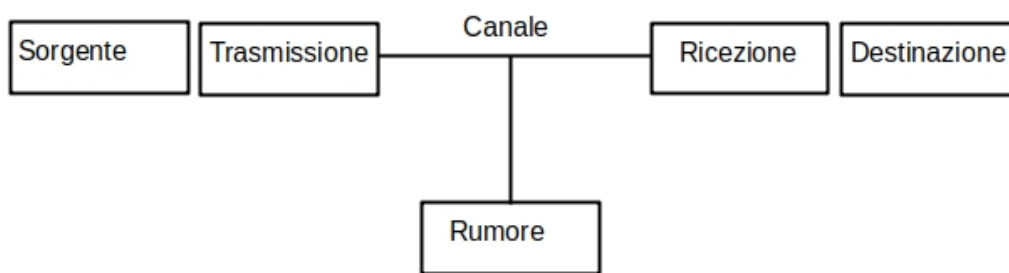 Canale
Sorgente
Trasmissione
Ricezione
Destinazione
Rumore